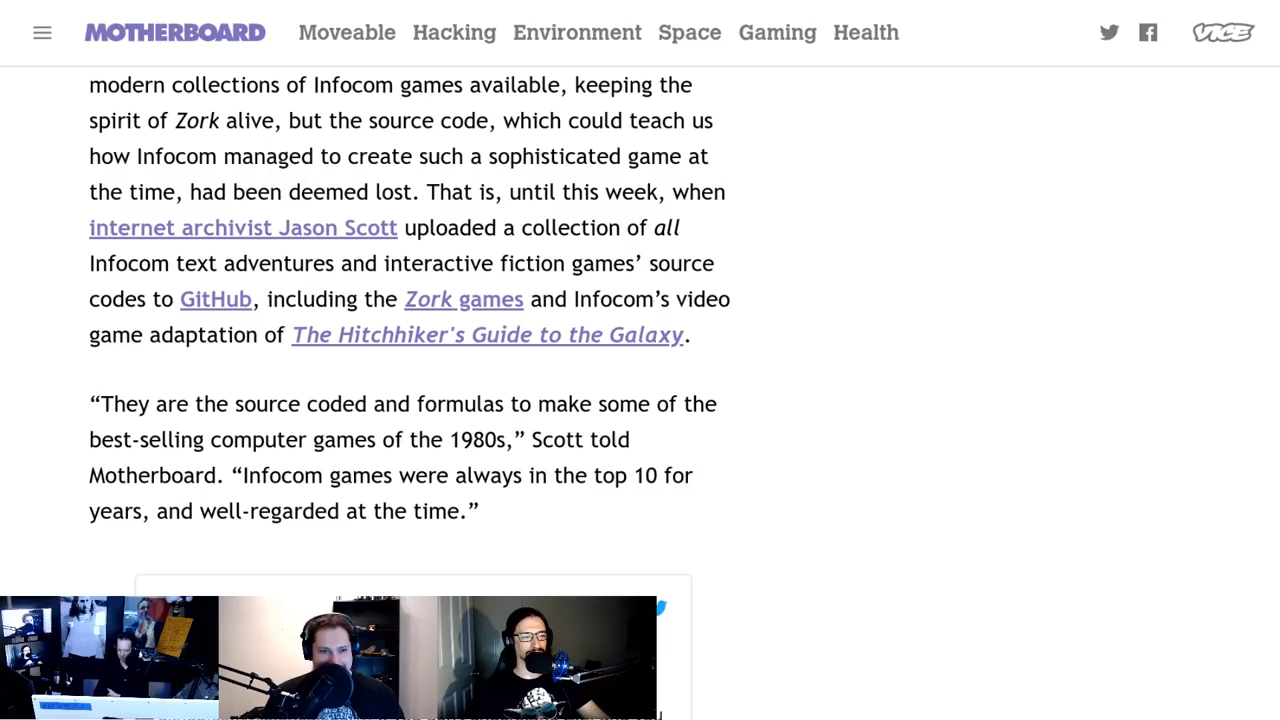 MOTHERBOARD Moveable Hacking Environment Space Gaming Health VICE
modern collections of Infocom games available, keeping the
spirit of Zork alive, but the source code, which could teach us
how Infocom managed to create such a sophisticated game at
the time, had been deemed lost. That is, until this week, when
internet archivist Jason Scott uploaded a collection of all
Infocom text adventures and interactive fiction games’ source
codes to GitHub, including the Zork games and Infocom’s video
game adaptation of The Hitchhiker's Guide to the Galaxy.
“They are the source coded and formulas to make some of the
best-selling computer games of the 1980s,” Scott told
Motherboard. “Infocom games were always in the top 10 for
years, and well-regarded at the time.”